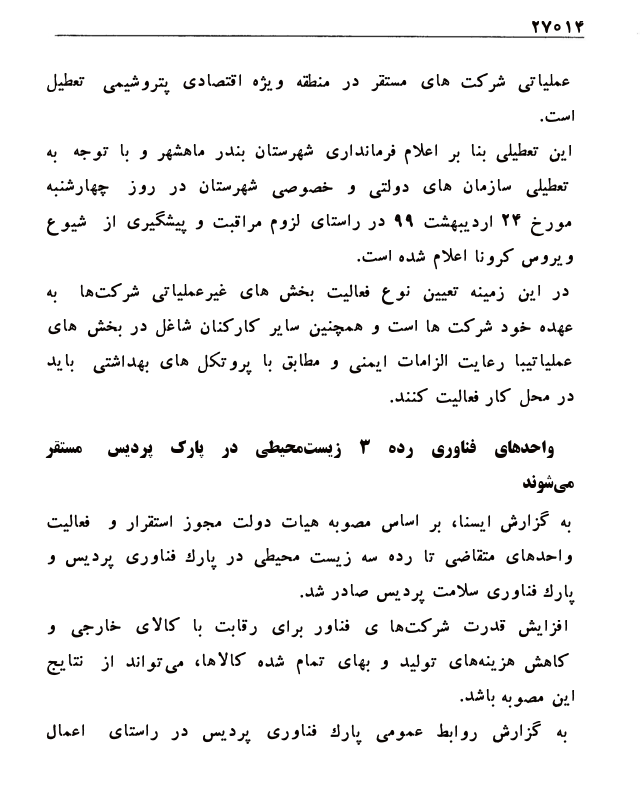 ۲۷۰۱۴
عملیاتی شرکت های مستقر در منطقه ویژه اقتصادی پتروشیمی تعطیل
است.
این تعطیلی بنا بر اعلام فرمانداری شهرستان بندر ماهشهر و با توجه به
تعطیلی سازمان های دولتی و خصوصی شهرستان در روز چهارشنبه
مورخ ۲۴ اردیبهشت ۹۹ در راستای لزوم مراقبت و پیشگیری از شیوع
ویروس کرونا اعلام شده است.
در این زمینه تعیین نوع فعالیت بخش های غیرعملیاتی شرکت‌ها به
عهده خود شرکت ها است و همچنین سایر کارکنان شاغل در بخش های
عملیاتیبا رعایت الزامات ایمنی و مطابق با پروتکل های بهداشتی باید
در محل کار فعالیت کنند.
واحدهای فناوری رده ۳ زیست‌محیطی در پارک پردیس مستقر
می‌شوند
به گزارش ایسنا، بر اساس مصوبه هیات دولت مجوز استقرار و فعالیت
واحدهای متقاضی تا رده سه زیست محیطی در پارك فناوری پردیس و
پارك فناوری سلامت پردیس صادر شد.
افزایش قدرت شرکت‌ها ی فناور برای رقابت با کالای خارجی و
کاهش هزینه‌های تولید و بهای تمام شده کالاها، می‌تواند از نتایج
این مصوبه باشد.
به گزارش روابط عمومی پارك فناوری پردیس در راستای اعمال